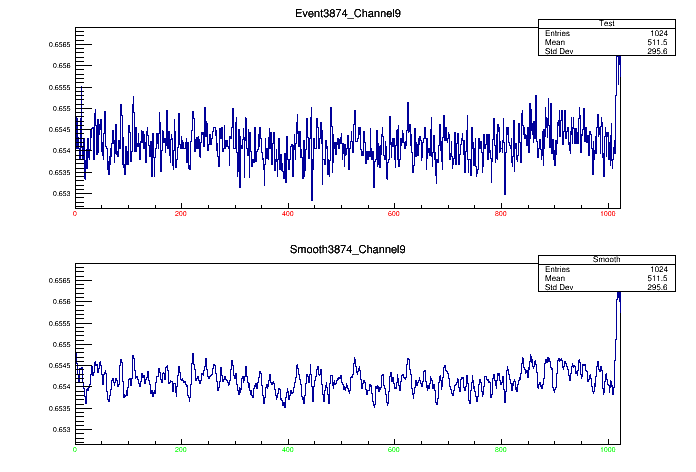 Event3874_Channel9
Test
Entries 1024
Mean 511.5
Std Dev 295.6
0.6565
0.656
0.6555
0.655
0.6545
0.654
0.6535
0.653
0 200 400 600 800 1000
Smooth3874_Channel9
Smooth
Entries 1024
Mean 511.5
Std Dev 295.6
0.6565
0.656
0.6555
0.655
0.6545
0.654
0.6535
0.653
0 200 400 600 800 1000